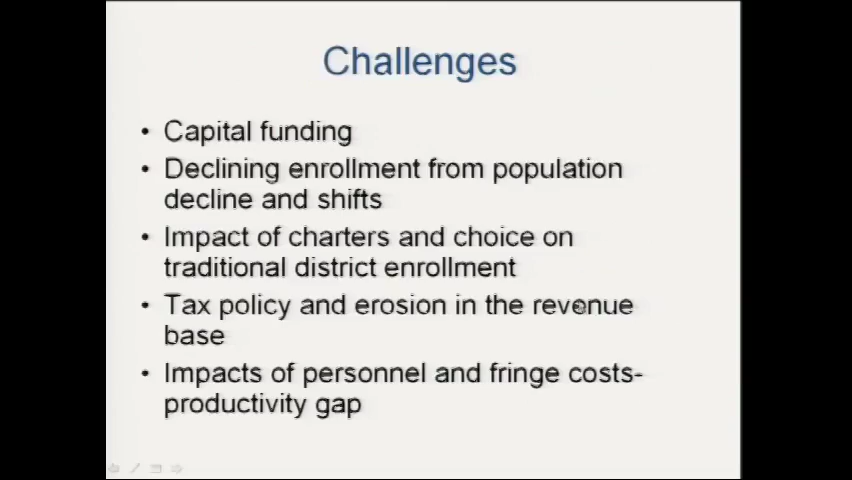 Challenges
• Capital funding
• Declining enrollment from population
decline and shifts
• Impact of charters and choice on
traditional district enrollment
• Tax policy and erosion in the revenue
base
• Impacts of personnel and fringe costs-
productivity gap